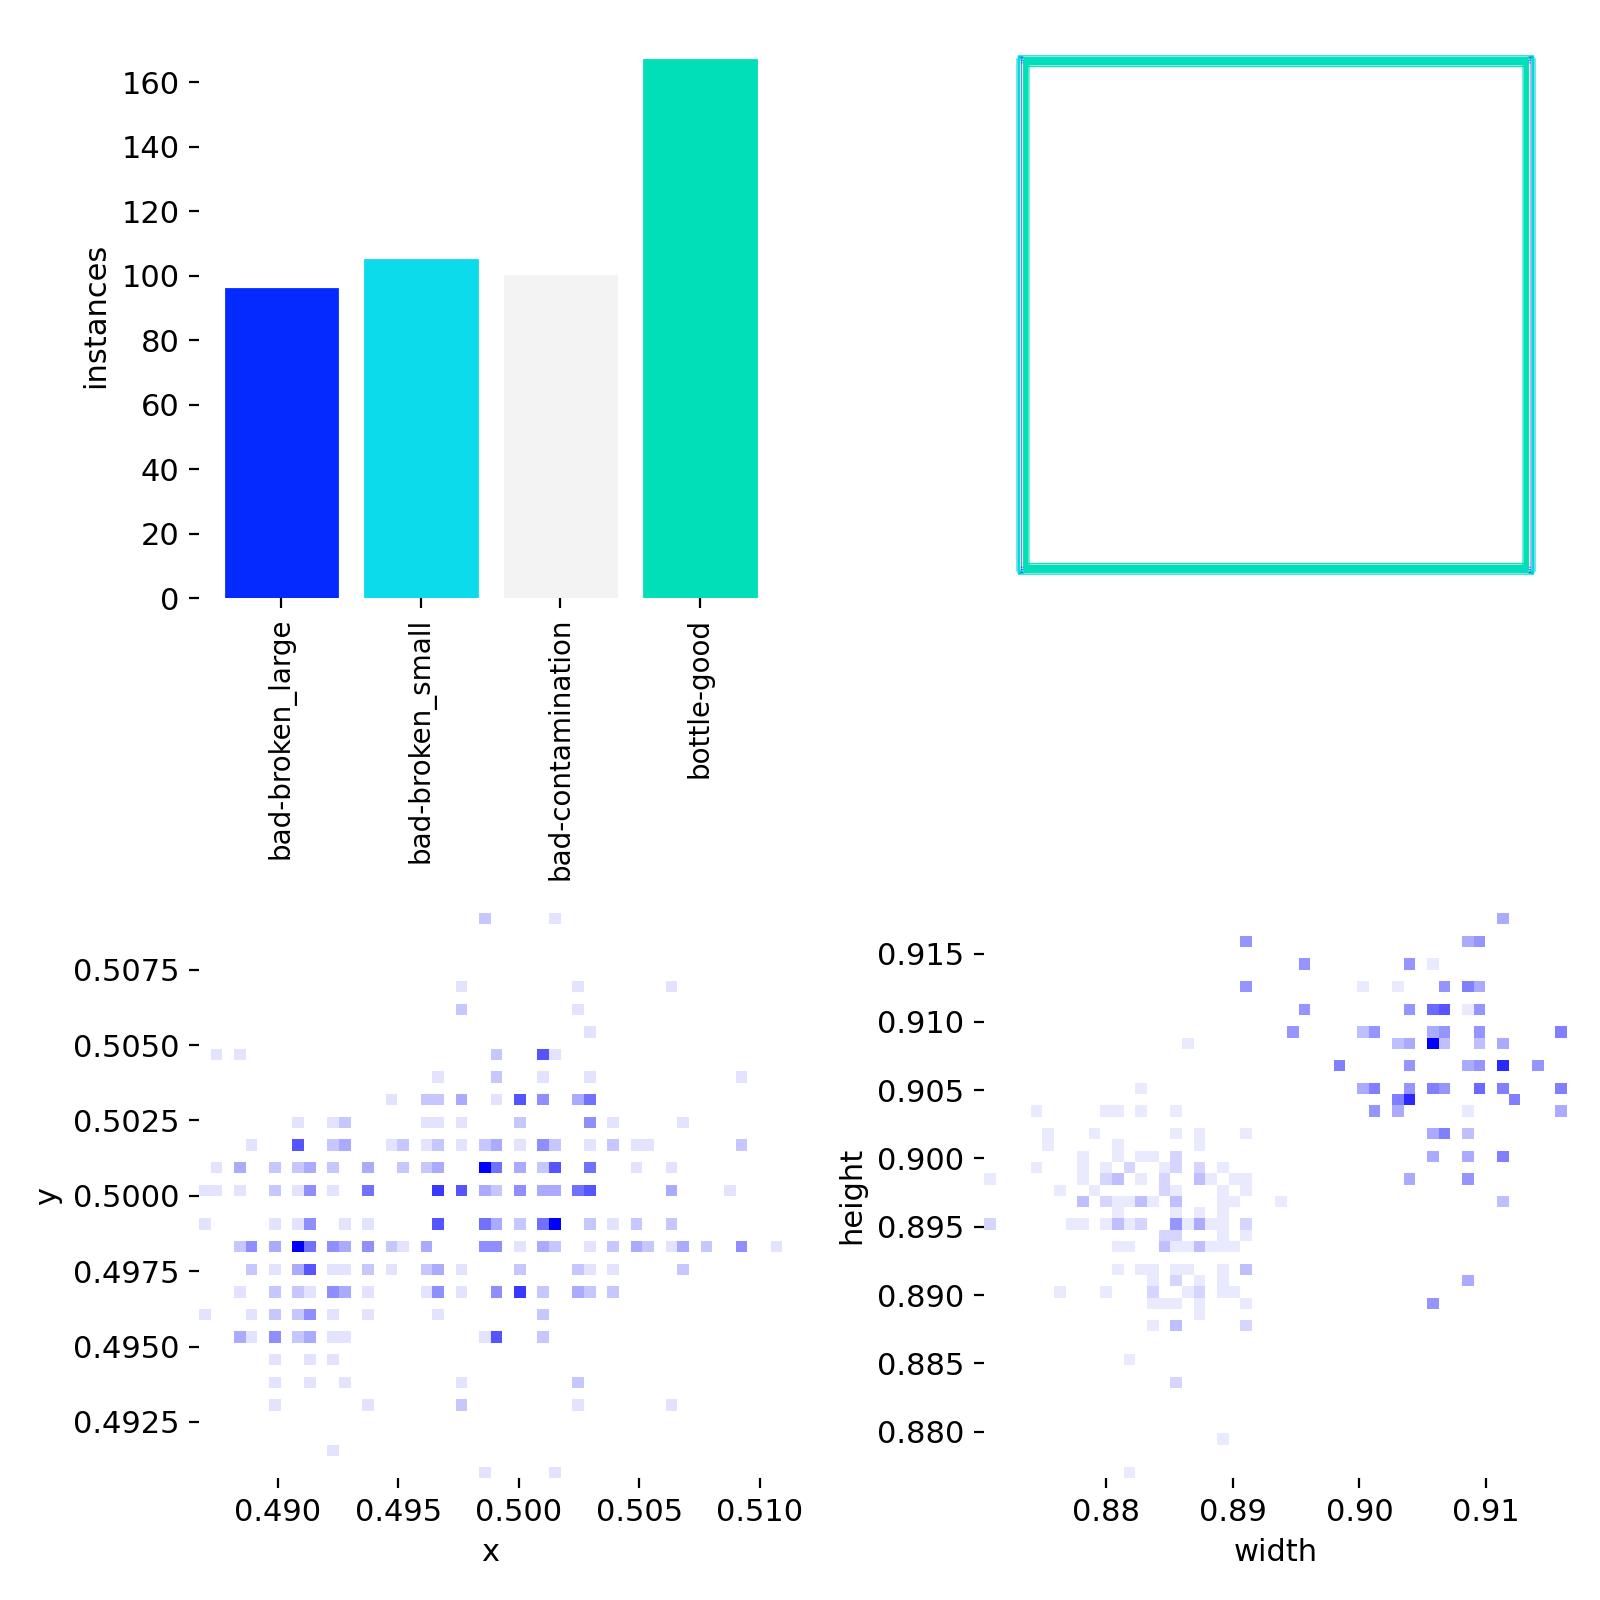 160
140
120
100
80
60
40
20
0
instances
bad-broken_large
bad-broken_small
bad-contamination
bottle-good
0.5075
0.5050
0.5025
0.5000
0.4975
0.4950
0.4925
y
0.490 0.495 0.500 0.505 0.510
x
0.915
0.910
0.905
0.900
0.895
0.890
0.885
0.880
height
0.88 0.89 0.90 0.91
width